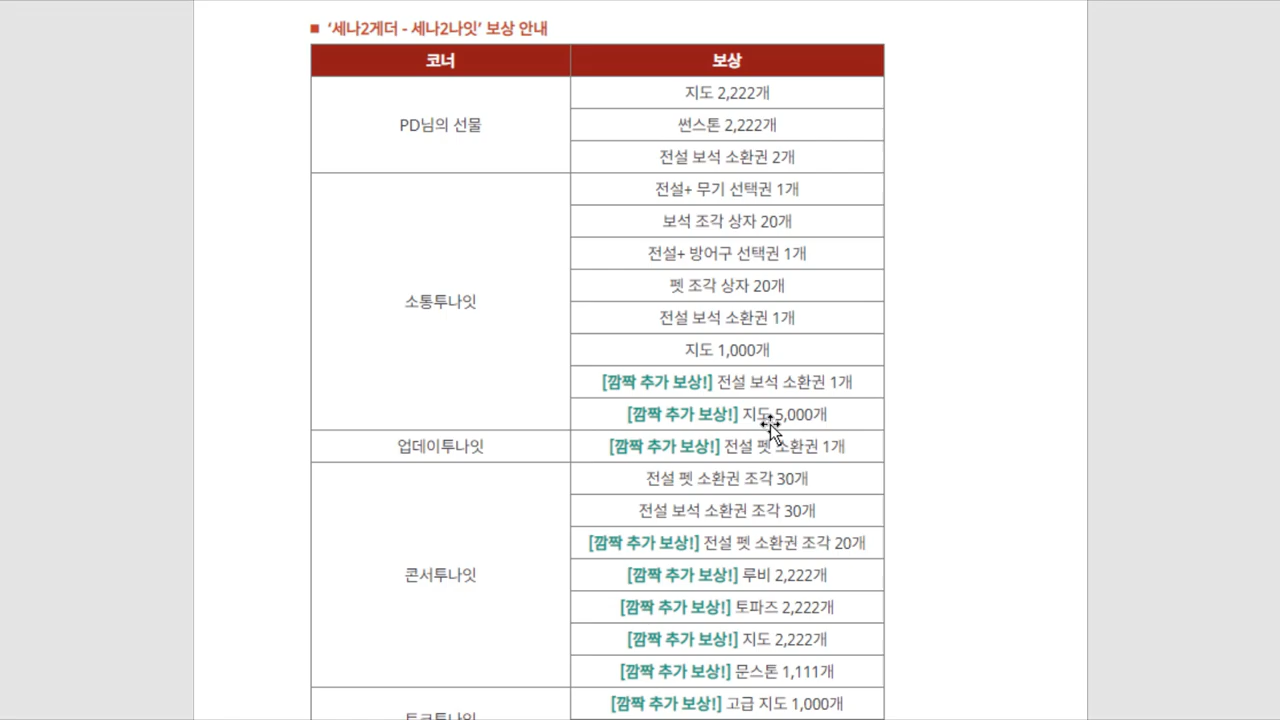 ■ ‘세나2게더 - 세나2나잇’ 보상 안내
코너 보상
PD님의 선물
지도 2,222개
썬스톤 2,222개
전설 보석 소환권 2개
소통투나잇
전설+ 무기 선택권 1개
보석 조각 상자 20개
전설+ 방어구 선택권 1개
펫 조각 상자 20개
전설 보석 소환권 1개
지도 1,000개
[깜짝 추가 보상!] 전설 보석 소환권 1개
[깜짝 추가 보상!] 지도 5,000개
업데이투나잇
[깜짝 추가 보상!] 전설 펫 소환권 1개
콘서투나잇
전설 펫 소환권 조각 30개
전설 보석 소환권 조각 30개
[깜짝 추가 보상!] 전설 펫 소환권 조각 20개
[깜짝 추가 보상!] 루비 2,222개
[깜짝 추가 보상!] 토파즈 2,222개
[깜짝 추가 보상!] 지도 2,222개
[깜짝 추가 보상!] 문스톤 1,111개
[깜짝 추가 보상!] 고급 지도 1,000개